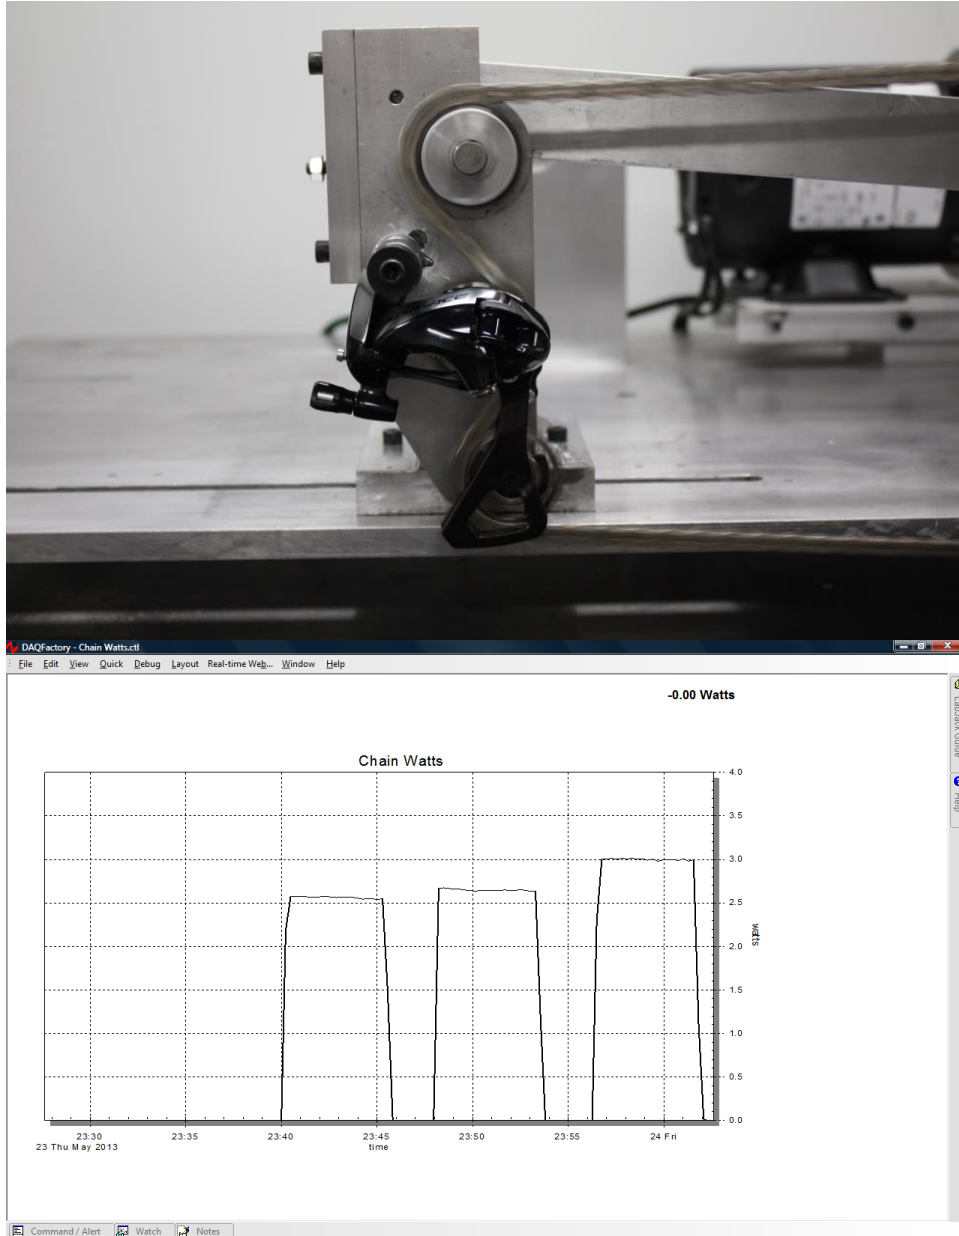 DAQFactory - Chain Watts.ctl
File Edit View Quick Debug Layout Real-time Web... Window Help
-0.00 Watts
LabJack Guide
Help
Chain Watts
4.0
3.5
3.0
2.5
2.0
1.5
1.0
0.5
0.0
watts
23:30 23:35 23:40 23:45 23:50 23:55 24 Fri
23 Thu May 2013
time
Command / Alert Watch Notes